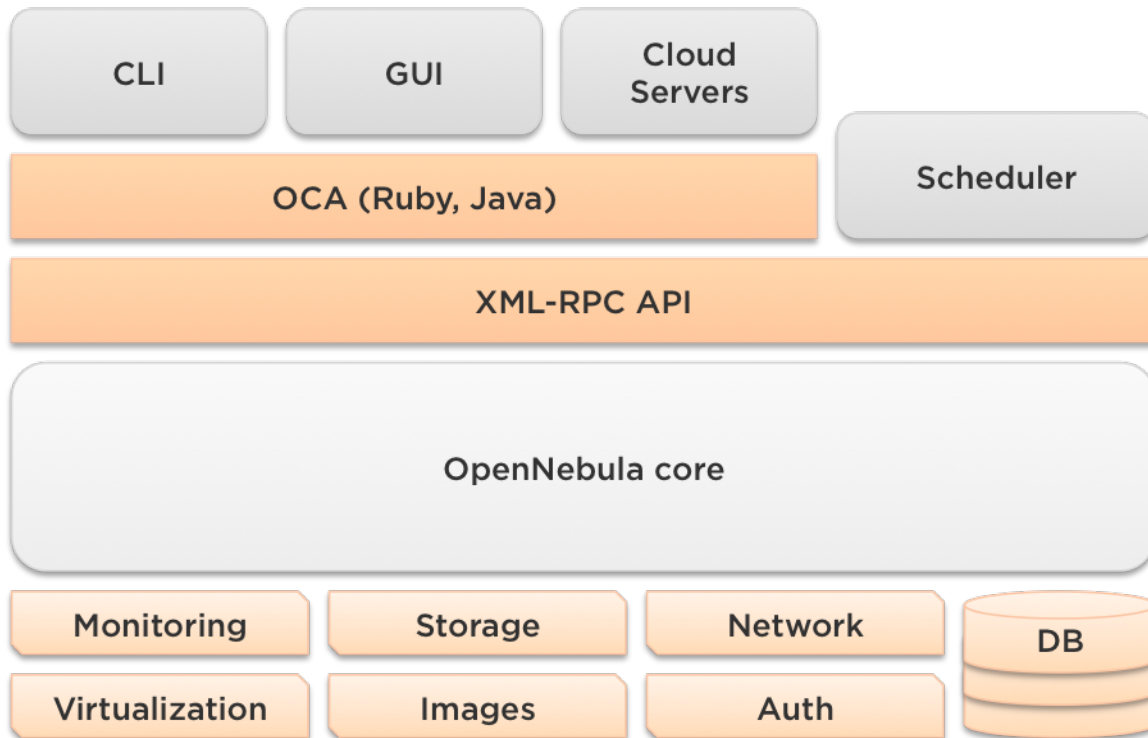 CLI
GUI
Cloud
Servers
Scheduler
OCA (Ruby, Java)
XML-RPC API
OpenNebula core
Monitoring
Storage
Network
DB
Virtualization
Images
Auth